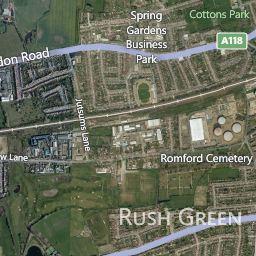 Cottons Park
Spring
Gardens
Business
Park
A118
don Road
Jutsums Lane
w Lane
Romford Cemetery
RUSH GREEN